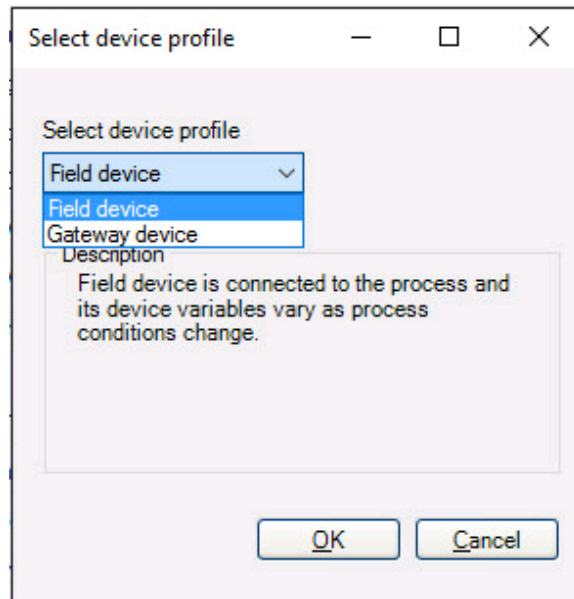 Select device profile
Select device profile
Field device
Field device
Gateway device
Description
Field device is connected to the process and
its device variables vary as process
conditions change.
OK
Cancel